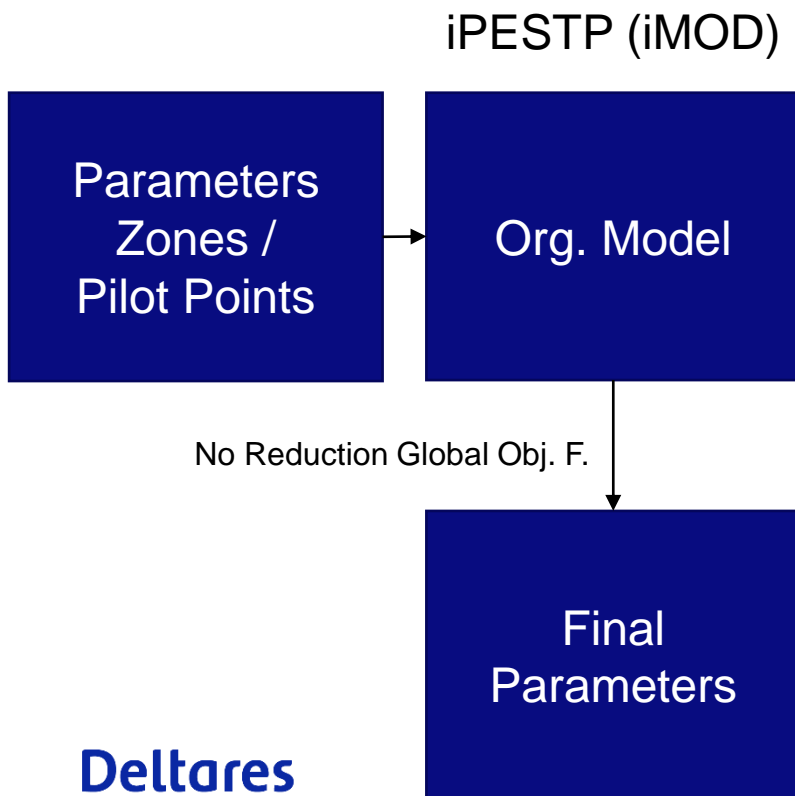 iPESTP (iMOD)
Parameters
Zones /
Pilot Points
Org. Model
No Reduction Global Obj. F.
Final
Parameters
Deltares